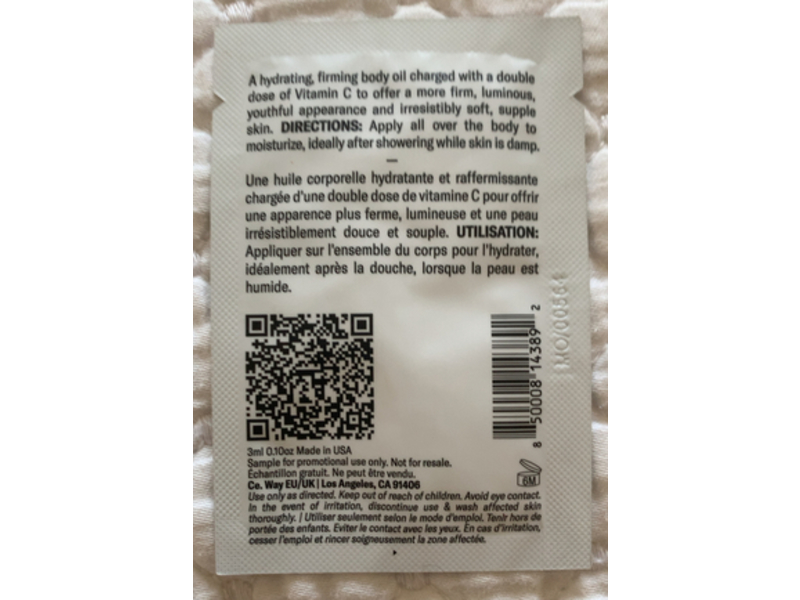 A hydrating, firming body oil charged with a double
dose of Vitamin C to offer a more firm, luminous,
youthful appearance and irresistibly soft, supple
skin. DIRECTIONS: Apply all over the body to
moisturize, ideally after showering while skin is damp.
—
Une huile corporelle hydratante et raffermissante
chargée d'une double dose de vitamine C pour offrir
une apparence plus ferme, lumineuse et une peau
irrésistiblement douce et souple. UTILISATION:
Appliquer sur l'ensemble du corps pour l'hydrater,
idéalement après la douche, lorsque la peau est
humide.
8 50008 14389 2
MO/00564
6M
3ml 0.10oz Made in USA
Sample for promotional use only. Not for resale.
Échantillon gratuit. Ne peut être vendu.
Ce. Way EU/UK | Los Angeles, CA 91406
Use only as directed. Keep out of reach of children. Avoid eye contact.
In the event of irritation, discontinue use & wash affected skin
thoroughly. | Utiliser seulement selon le mode d'emploi. Tenir hors de
portée des enfants. Eviter le contact avec les yeux. En cas d'irritation,
cesser l'emploi et rincer soigneusement la zone affectée.